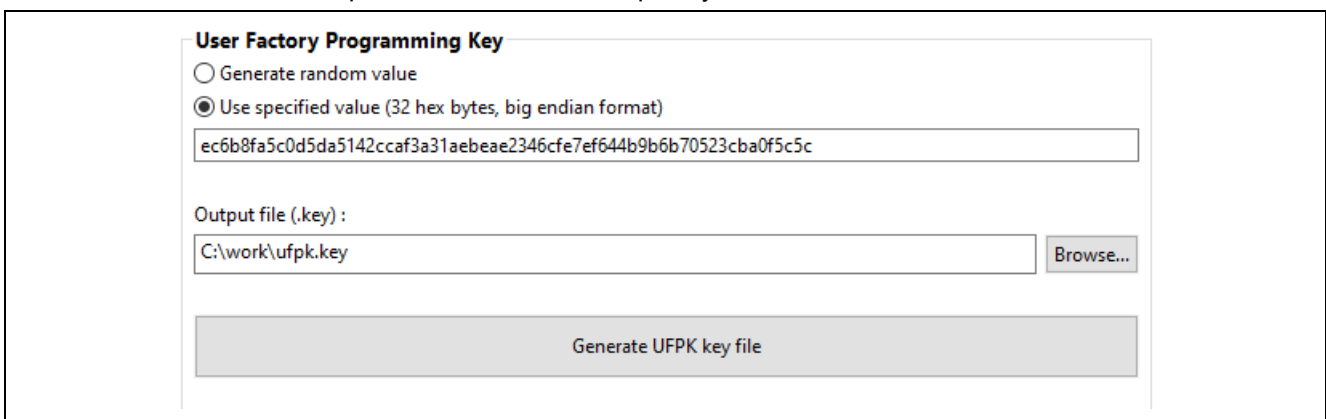 User Factory Programming Key
Generate random value
Use specified value (32 hex bytes, big endian format)
ec6b8fa5c0d5da5142ccaf3a31aebeae2346cfe7ef644b9b6b70523cba0f5c5c
Output file (.key) :
C:\work\ufpk.key
Browse...
Generate UFPK key file